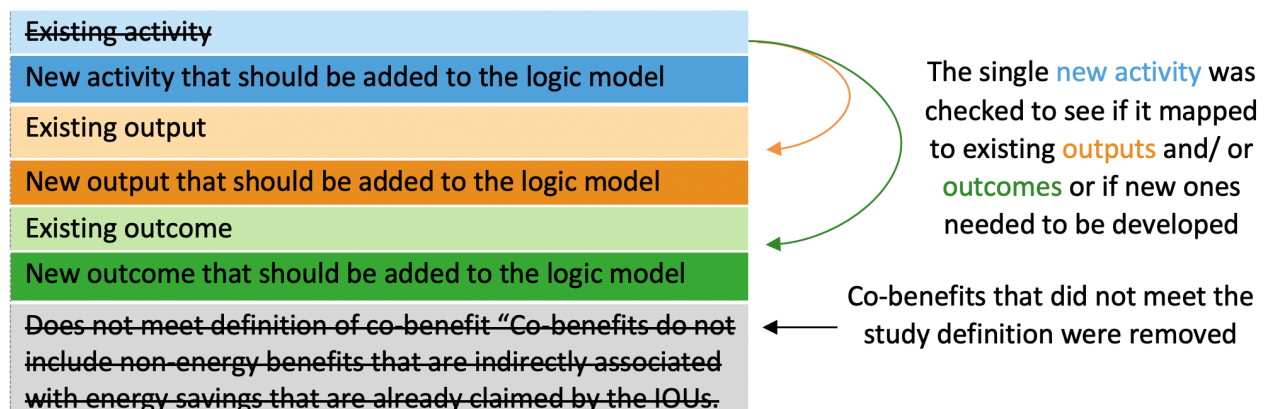 Existing activity
New activity that should be added to the logic model
Existing output
New output that should be added to the logic model
Existing outcome
New outcome that should be added to the logic model
Does not meet definition of co-benefit “Co-benefits do not
include non-energy benefits that are indirectly associated
with energy savings that are already claimed by the IOUs.
The single new activity was
checked to see if it mapped
to existing outputs and/ or
outcomes or if new ones
needed to be developed
Co-benefits that did not meet the
study definition were removed